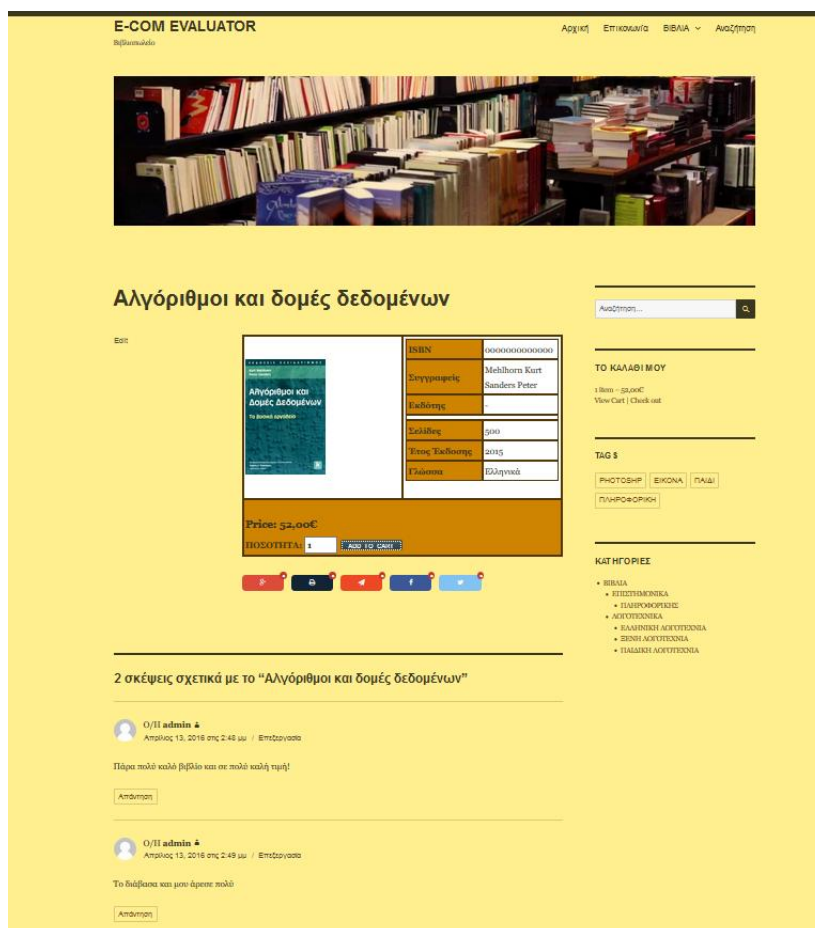 E-COM EVALUATOR
Βιβλιοπωλείο
Αρχική Επικοινωνία ΒΙΒΛΙΑ Αναζήτηση
Αλγόριθμοι και δομές δεδομένων
Edit
Αλγόριθμοι και
Δομές Δεδομένων
Τα βασικά εργαλεία
ISBN 0000000000000
Συγγραφείς Mehlhorn Kurt
Sanders Peter
Εκδότης -
Σελίδες 500
Έτος Έκδοσης 2015
Γλώσσα Ελληνικά
Price: 52,00€
ΠΟΣΟΤΗΤΑ: 1 ADD TO CART
Αναζήτηση...
ΤΟ ΚΑΛΑΘΙ ΜΟΥ
1 Item – 52,00€
View Cart | Check out
TAG S
PHOTOSHP ΕΙΚΟΝΑ ΠΑΙΔΙ
ΠΛΗΡΟΦΟΡΙΚΗ
ΚΑΤΗΓΟΡΙΕΣ
• ΒΙΒΛΙΑ
• ΕΠΙΣΤΗΜΟΝΙΚΑ
• ΠΛΗΡΟΦΟΡΙΚΗΣ
• ΛΟΓΟΤΕΧΝΙΚΑ
• ΕΛΛΗΝΙΚΗ ΛΟΓΟΤΕΧΝΙΑ
• ΞΕΝΗ ΛΟΓΟΤΕΧΝΙΑ
• ΠΑΙΔΙΚΗ ΛΟΓΟΤΕΧΝΙΑ
2 σκέψεις σχετικά με το “Αλγόριθμοι και δομές δεδομένων”
Ο/Η admin
Απρίλιος 13, 2016 στις 2:48 μμ / Επεξεργασία
Πάρα πολύ καλό βιβλίο και σε πολύ καλή τιμή!
Απάντηση
Ο/Η admin
Απρίλιος 13, 2016 στις 2:49 μμ / Επεξεργασία
Το διάβασα και μου άρεσε πολύ
Απάντηση